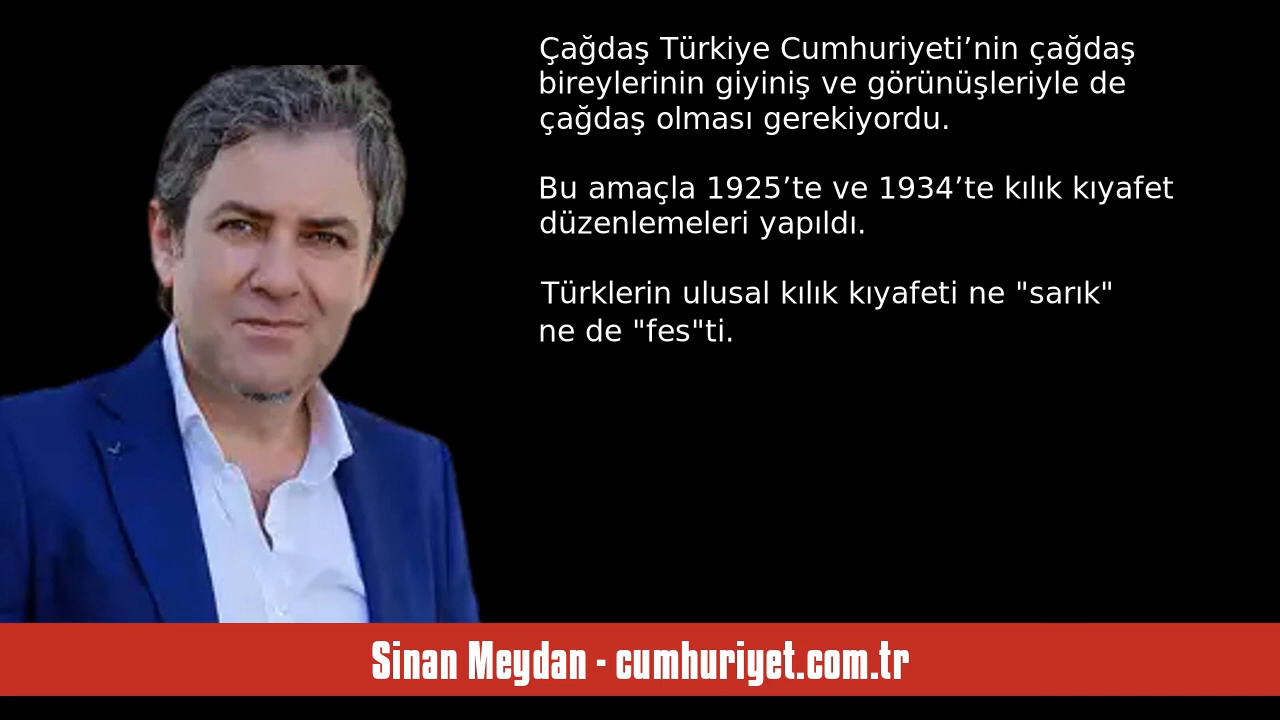 Çağdaş Türkiye Cumhuriyeti’nin çağdaş
bireylerinin giyiniş ve görünüşleriyle de
çağdaş olması gerekiyordu.
Bu amaçla 1925’te ve 1934’te kılık kıyafet
düzenlemeleri yapıldı.
Türklerin ulusal kılık kıyafeti ne "sarık"
ne de "fes"ti.
Sinan Meydan - cumhuriyet.com.tr